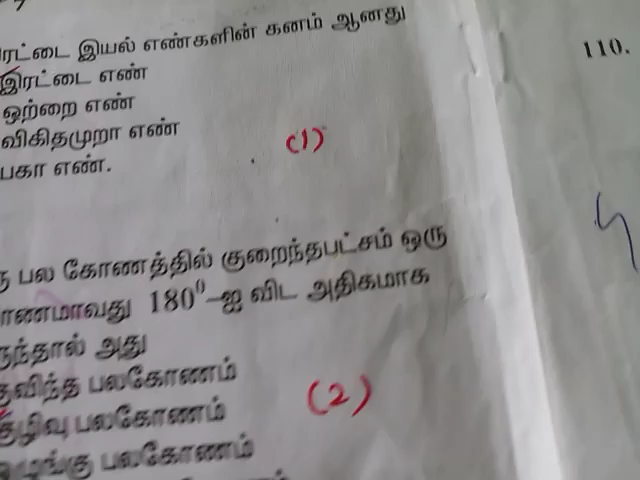 இயல் எண்களின் கனம் ஆனது
110.
இரட்டை எண்
ஒற்றை எண்
விகிதமுறா எண்
(1)
பகா எண்.
பல கோணத்தில் குறைந்தபட்சம் ஒரு
180⁰-ஐ விட அதிகமாக
அது
பலகோணம்
(2)
பலகோணம்
பலகோணம்